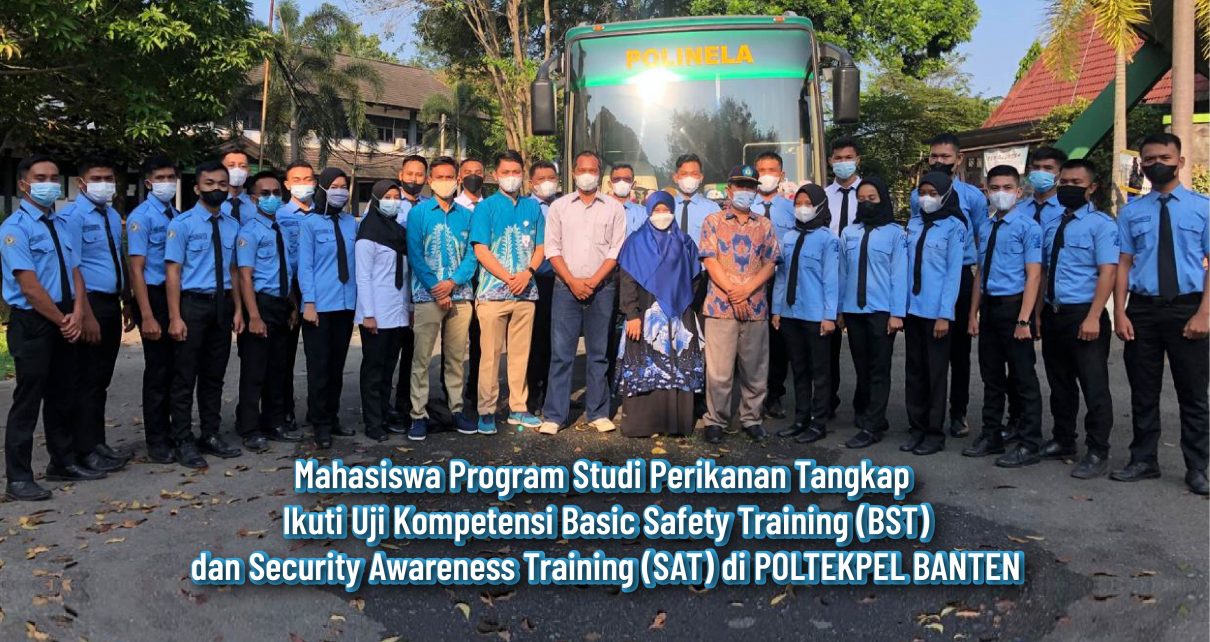 POLINELA
Mahasiswa Program Studi Perikanan Tangkap
Ikuti Uji Kompetensi Basic Safety Training (BST)
dan Security Awareness Training (SAT) di POLTEKPEL BANTEN